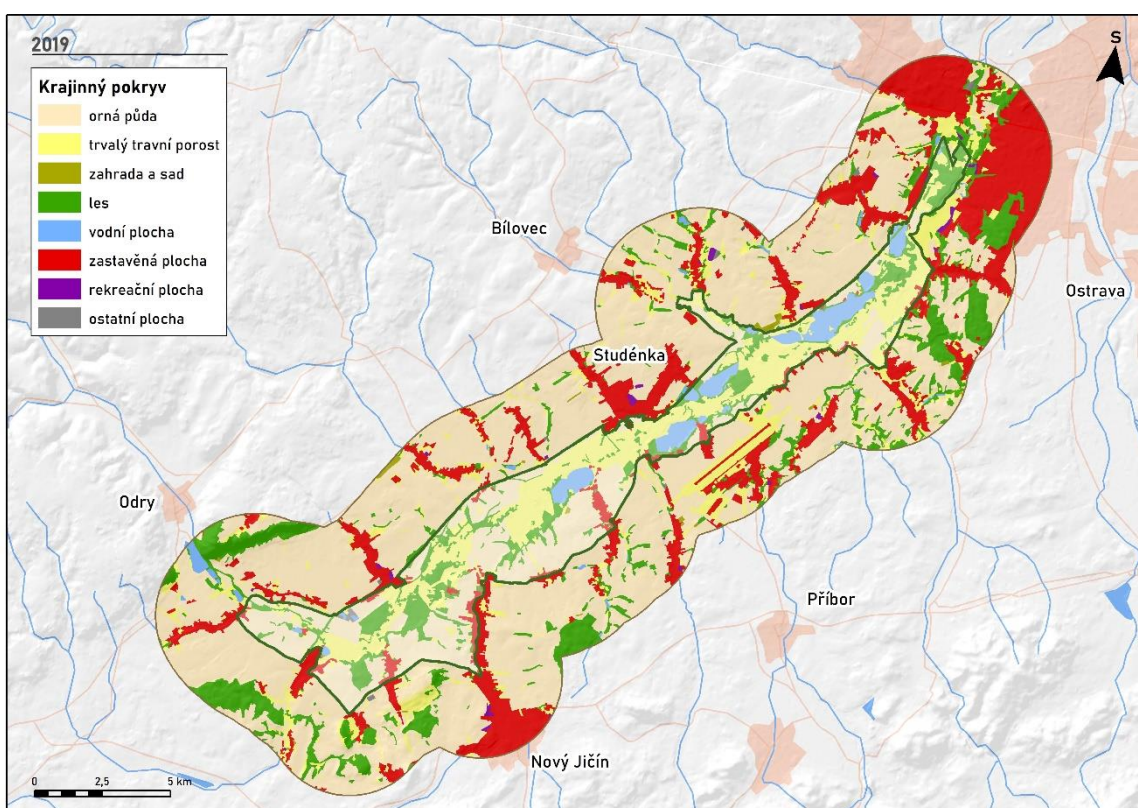 2019
Krajinný pokryv
orná půda
trvalý travní porost
zahrada a sad
les
vodní plocha
zastavěná plocha
rekreační plocha
ostatní plocha
S
Bílovec
Ostrava
Studénka
Odry
Příbor
Nový Jičín
0 2,5 5 km